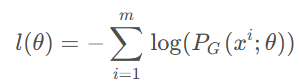 l(θ) = − ∑_{i=1}^{m} log(P_G(x^i; θ))